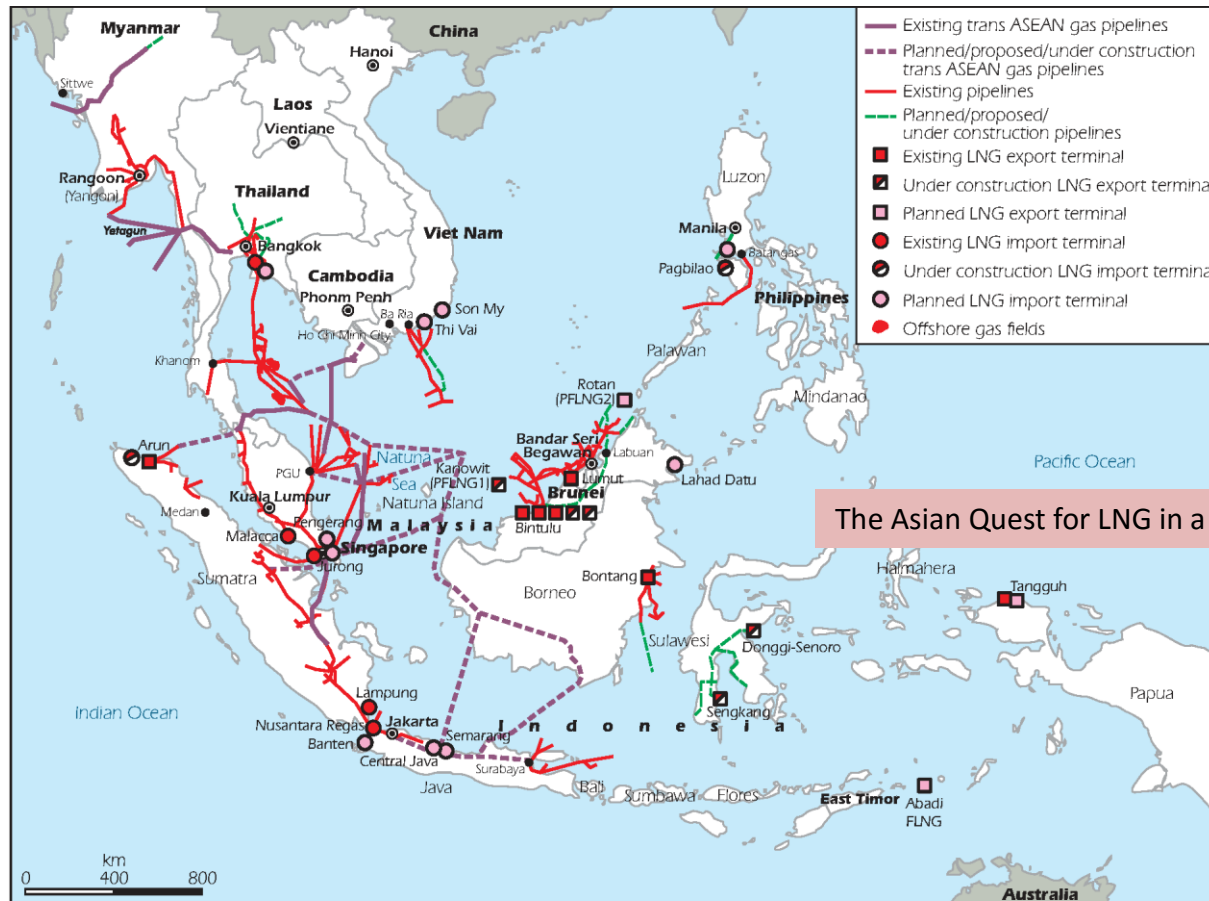 Myanmar
China
Hanoi
Sittwe
Laos
Vientiane
Rangoon
(Yangon)
Thailand
Yetagun
Bangkok
Viet Nam
Cambodia
Phonm Penh
Ba Ria
Son My
Ho Chi Minh City
Thi Vai
Khanom
Luzon
Manila
Batangas
Pagbilao
Philippines
Palawan
Mindanao
Rotan
(PFLNG2)
Arun
Natuna
Sea
PGU
Bandar Seri
Begawan
Labuan
Kanowit
(PFLNG1)
Lumut
Lahad Datu
Natuna Island
Brunei
Medan
Kuala Lumpur
Pengerang
Malaysia
Bintulu
Malacca
Singapore
Jurong
Sumatra
Borneo
Bontang
Pacific Ocean
The Asian Quest for LNG in a
Halmahera
Tangguh
Sulawesi
Donggi-Senoro
Sengkang
Papua
Indian Ocean
Lampung
Nusantara Regas
Jakarta
Semarang
Indonesia
Banten
Central Java
Surabaya
Java
Bali
Sumbawa
Flores
East Timor
Abadi
FLNG
Australia
km
0 400 800
Existing trans ASEAN gas pipelines
Planned/proposed/under construction
trans ASEAN gas pipelines
Existing pipelines
Planned/proposed/
under construction pipelines
Existing LNG export terminal
Under construction LNG export terminal
Planned LNG export terminal
Existing LNG import terminal
Under construction LNG import terminal
Planned LNG import terminal
Offshore gas fields